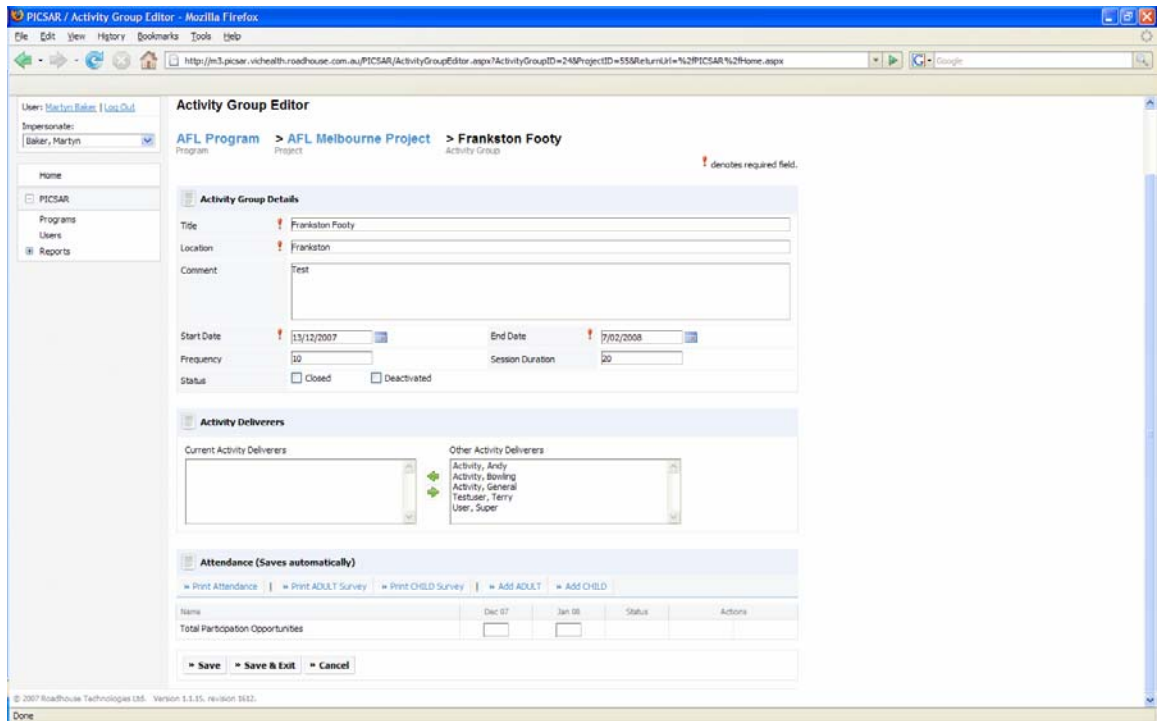 PICSAR / Activity Group Editor - Mozilla Firefox
File Edit View History Bookmarks Tools Help
http://m3.picsar.vichealth.roadhouse.com.au/PICSAR/ActivityGroupEditor.aspx?ActivityGroupID=24&ProjectID=55&ReturnUrl=%2fPICSAR%2fHome.aspx
Google
User: Martyn Baker | Log Out
Impersonate:
Baker, Martyn
Home
PICSAR
Programs
Users
Reports
Activity Group Editor
AFL Program > AFL Melbourne Project > Frankston Footy
Program Project Activity Group
! denotes required field.
Activity Group Details
Title ! Frankston Footy
Location ! Frankston
Comment Test
Start Date ! 13/12/2007 End Date ! 7/02/2008
Frequency 10 Session Duration 20
Status Closed Deactivated
Activity Deliverers
Current Activity Deliverers Other Activity Deliverers
Activity, Andy
Activity, Bowling
Activity, General
Testuser, Terry
User, Super
Attendance (Saves automatically)
» Print Attendance | » Print ADULT Survey » Print CHILD Survey | » Add ADULT » Add CHILD
Name Dec 07 Jan 08 Status Actions
Total Participation Opportunities
» Save » Save & Exit » Cancel
© 2007 Roadhouse Technologies Ltd. Version 1.1.15, revision 1612.
Done